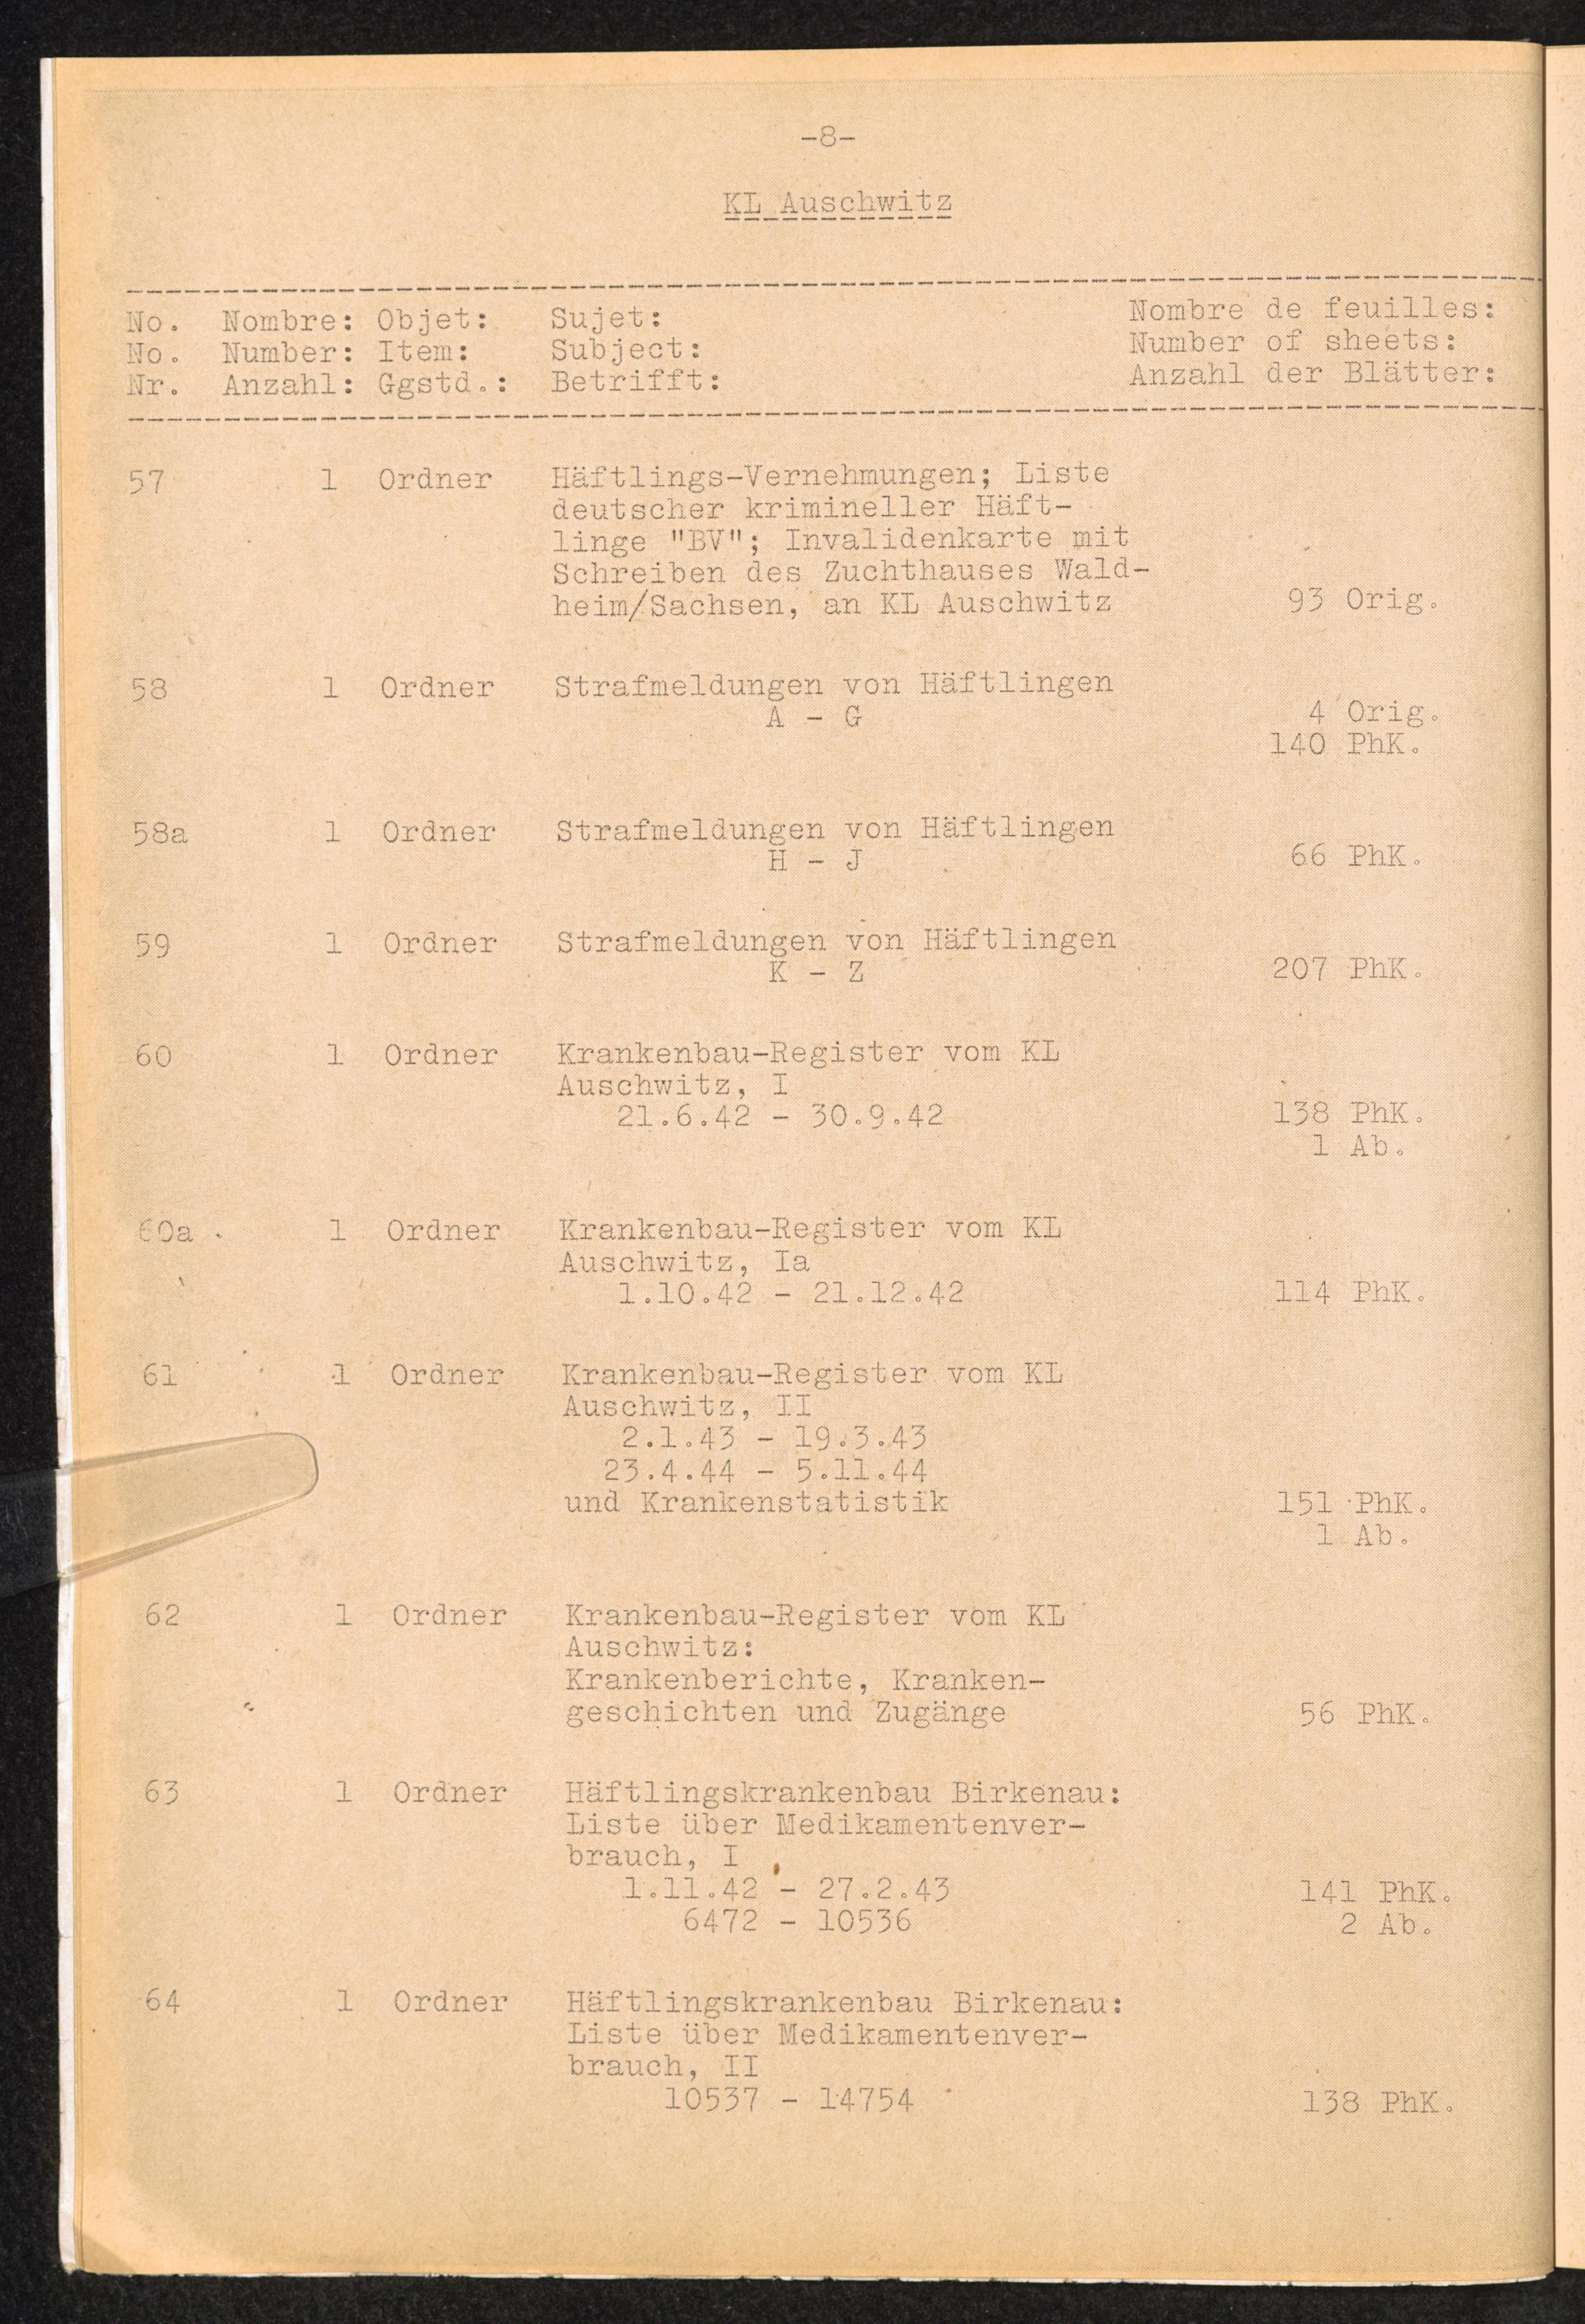 -8-
KL Auschwitz
No. Nombre: Objet: Sujet: Nombre de feuilles:
No. Number: Item: Subject: Number of sheets:
Nr. Anzahl: Ggstd.: Betrifft: Anzahl der Blätter:
57 1 Ordner Häftlings-Vernehmungen; Liste
deutscher krimineller Häft-
linge "BV"; Invalidenkarte mit
Schreiben des Zuchthauses Wald-
heim/Sachsen, an KL Auschwitz 93 Orig.
58 1 Ordner Strafmeldungen von Häftlingen
A - G 4 Orig.
140 PhK.
58a 1 Ordner Strafmeldungen von Häftlingen
H - J 66 PhK.
59 1 Ordner Strafmeldungen von Häftlingen
K - Z 207 PhK.
60 1 Ordner Krankenbau-Register vom KL
Auschwitz, I
21.6.42 - 30.9.42 138 PhK.
1 Ab.
60a 1 Ordner Krankenbau-Register vom KL
Auschwitz, Ia
1.10.42 - 21.12.42 114 PhK.
61 1 Ordner Krankenbau-Register vom KL
Auschwitz, II
2.1.43 - 19.3.43
23.4.44 - 5.11.44
und Krankenstatistik 151 PhK.
1 Ab.
62 1 Ordner Krankenbau-Register vom KL
Auschwitz:
Krankenberichte, Kranken-
geschichten und Zugänge 56 PhK.
63 1 Ordner Häftlingskrankenbau Birkenau:
Liste über Medikamentenver-
brauch, I
1.11.42 - 27.2.43 141 PhK.
6472 - 10536 2 Ab.
64 1 Ordner Häftlingskrankenbau Birkenau:
Liste über Medikamentenver-
brauch, II
10537 - 14754 138 PhK.